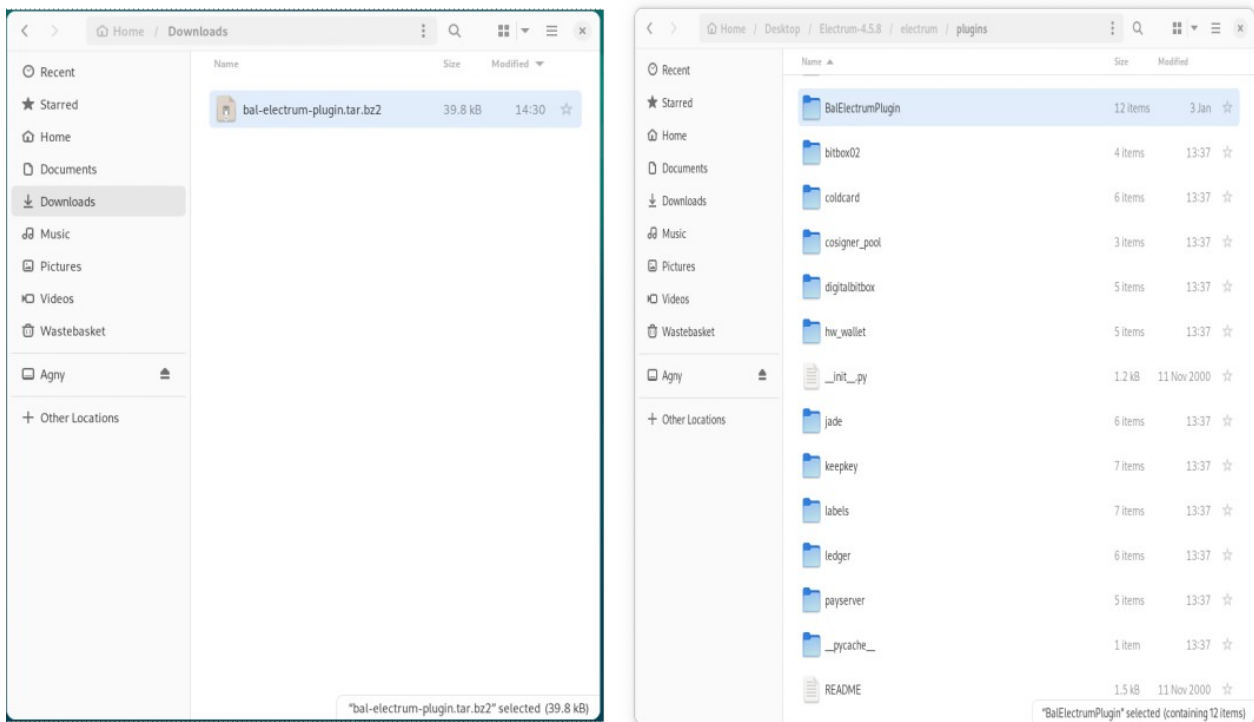 Home / Downloads
Name Size Modified
Recent
Starred
Home
Documents
Downloads
Music
Pictures
Videos
Wastebasket
Agny
Other Locations
bal-electrum-plugin.tar.bz2 39.8 kB 14:30
"bal-electrum-plugin.tar.bz2" selected (39.8 kB)
Home / Desktop / Electrum-4.5.8 / electrum / plugins
Name Size Modified
Recent
Starred
Home
Documents
Downloads
Music
Pictures
Videos
Wastebasket
Agny
Other Locations
BalElectrumPlugin 12 items 3 Jan
bitbox02 4 items 13:37
coldcard 6 items 13:37
cosigner_pool 3 items 13:37
digitalbitbox 5 items 13:37
hw_wallet 5 items 13:37
__init__.py 1.2 kB 11 Nov 2000
jade 6 items 13:37
keepkey 7 items 13:37
labels 7 items 13:37
ledger 6 items 13:37
payserver 5 items 13:37
__pycache__ 1 item 13:37
README 1.5 kB 11 Nov 2000
"BalElectrumPlugin" selected (containing 12 items)